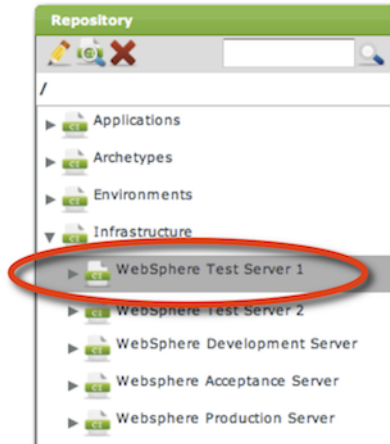 Repository
/
Applications
Archetypes
Environments
Infrastructure
WebSphere Test Server 1
WebSphere Test Server 2
WebSphere Development Server
Websphere Acceptance Server
Websphere Production Server